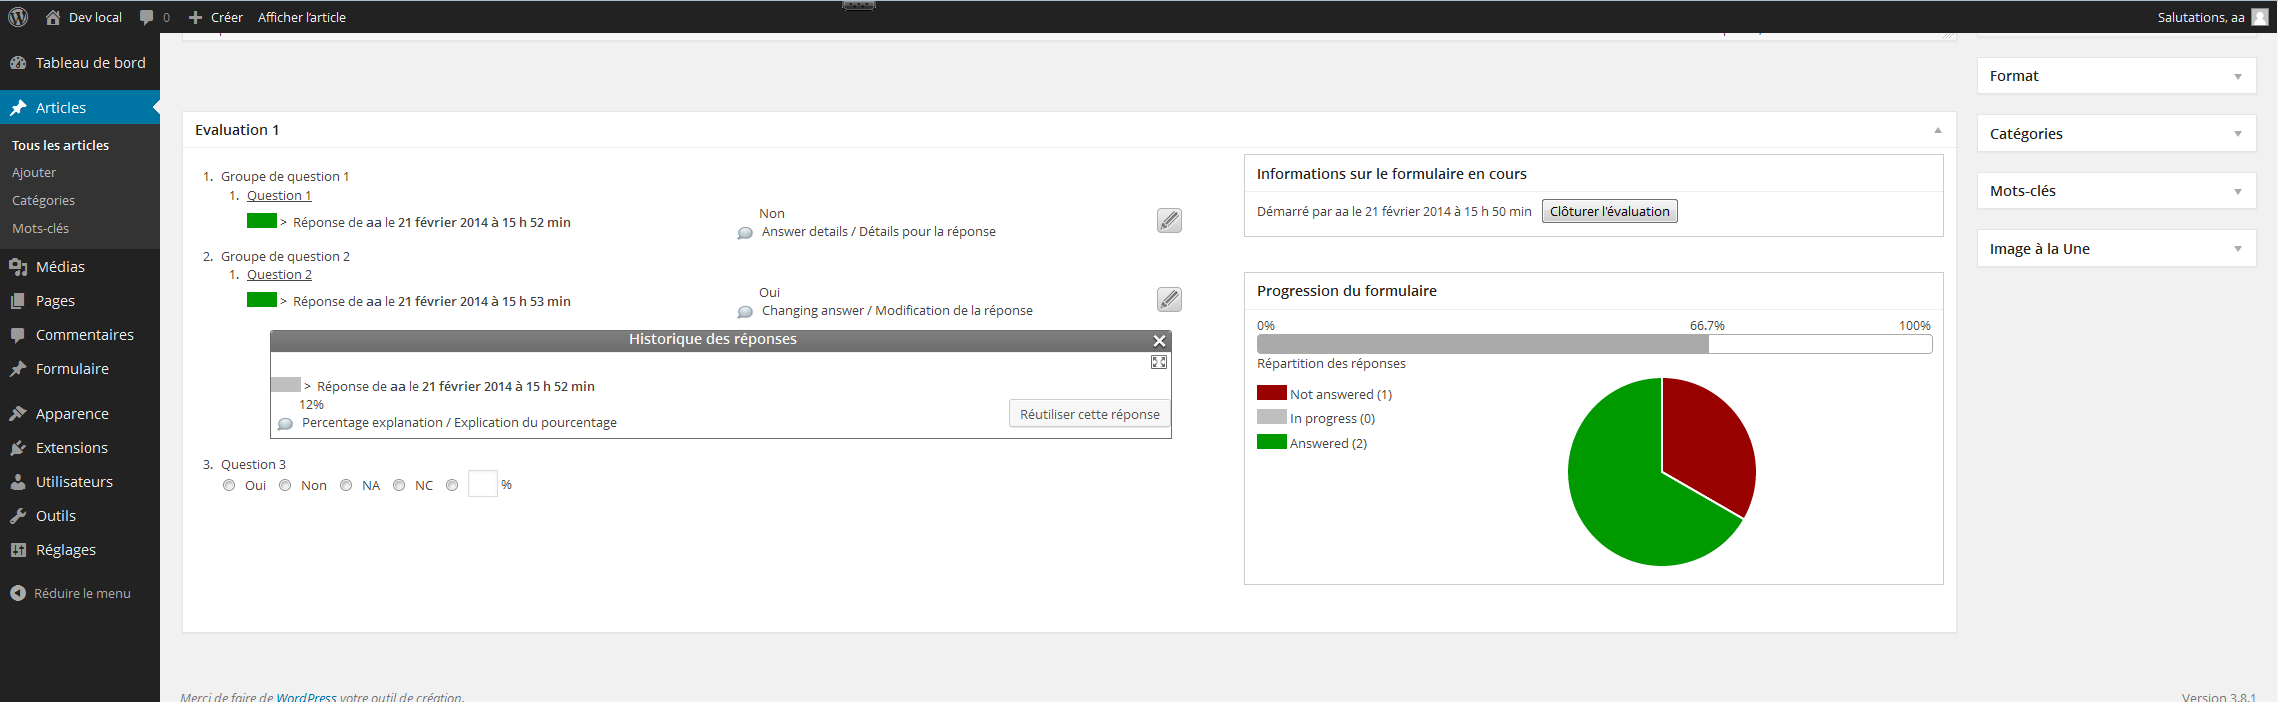 Dev local
0
Créer
Afficher l'article
Salutations, aa
Tableau de bord
Articles
Tous les articles
Ajouter
Catégories
Mots-clés
Médias
Pages
Commentaires
Formulaire
Apparence
Extensions
Utilisateurs
Outils
Réglages
Réduire le menu
Evaluation 1
1. Groupe de question 1
1. Question 1
> Réponse de aa le 21 février 2014 à 15 h 52 min
Non
Answer details / Détails pour la réponse
2. Groupe de question 2
1. Question 2
> Réponse de aa le 21 février 2014 à 15 h 53 min
Oui
Changing answer / Modification de la réponse
Historique des réponses
> Réponse de aa le 21 février 2014 à 15 h 52 min
12%
Percentage explanation / Explication du pourcentage
Réutiliser cette réponse
3. Question 3
Oui Non NA NC %
Informations sur le formulaire en cours
Démarré par aa le 21 février 2014 à 15 h 50 min
Clôturer l'évaluation
Progression du formulaire
0% 66.7% 100%
Répartition des réponses
Not answered (1)
In progress (0)
Answered (2)
Format
Catégories
Mots-clés
Image à la Une
Merci de faire de WordPress votre outil de création.
Version 3.8.1